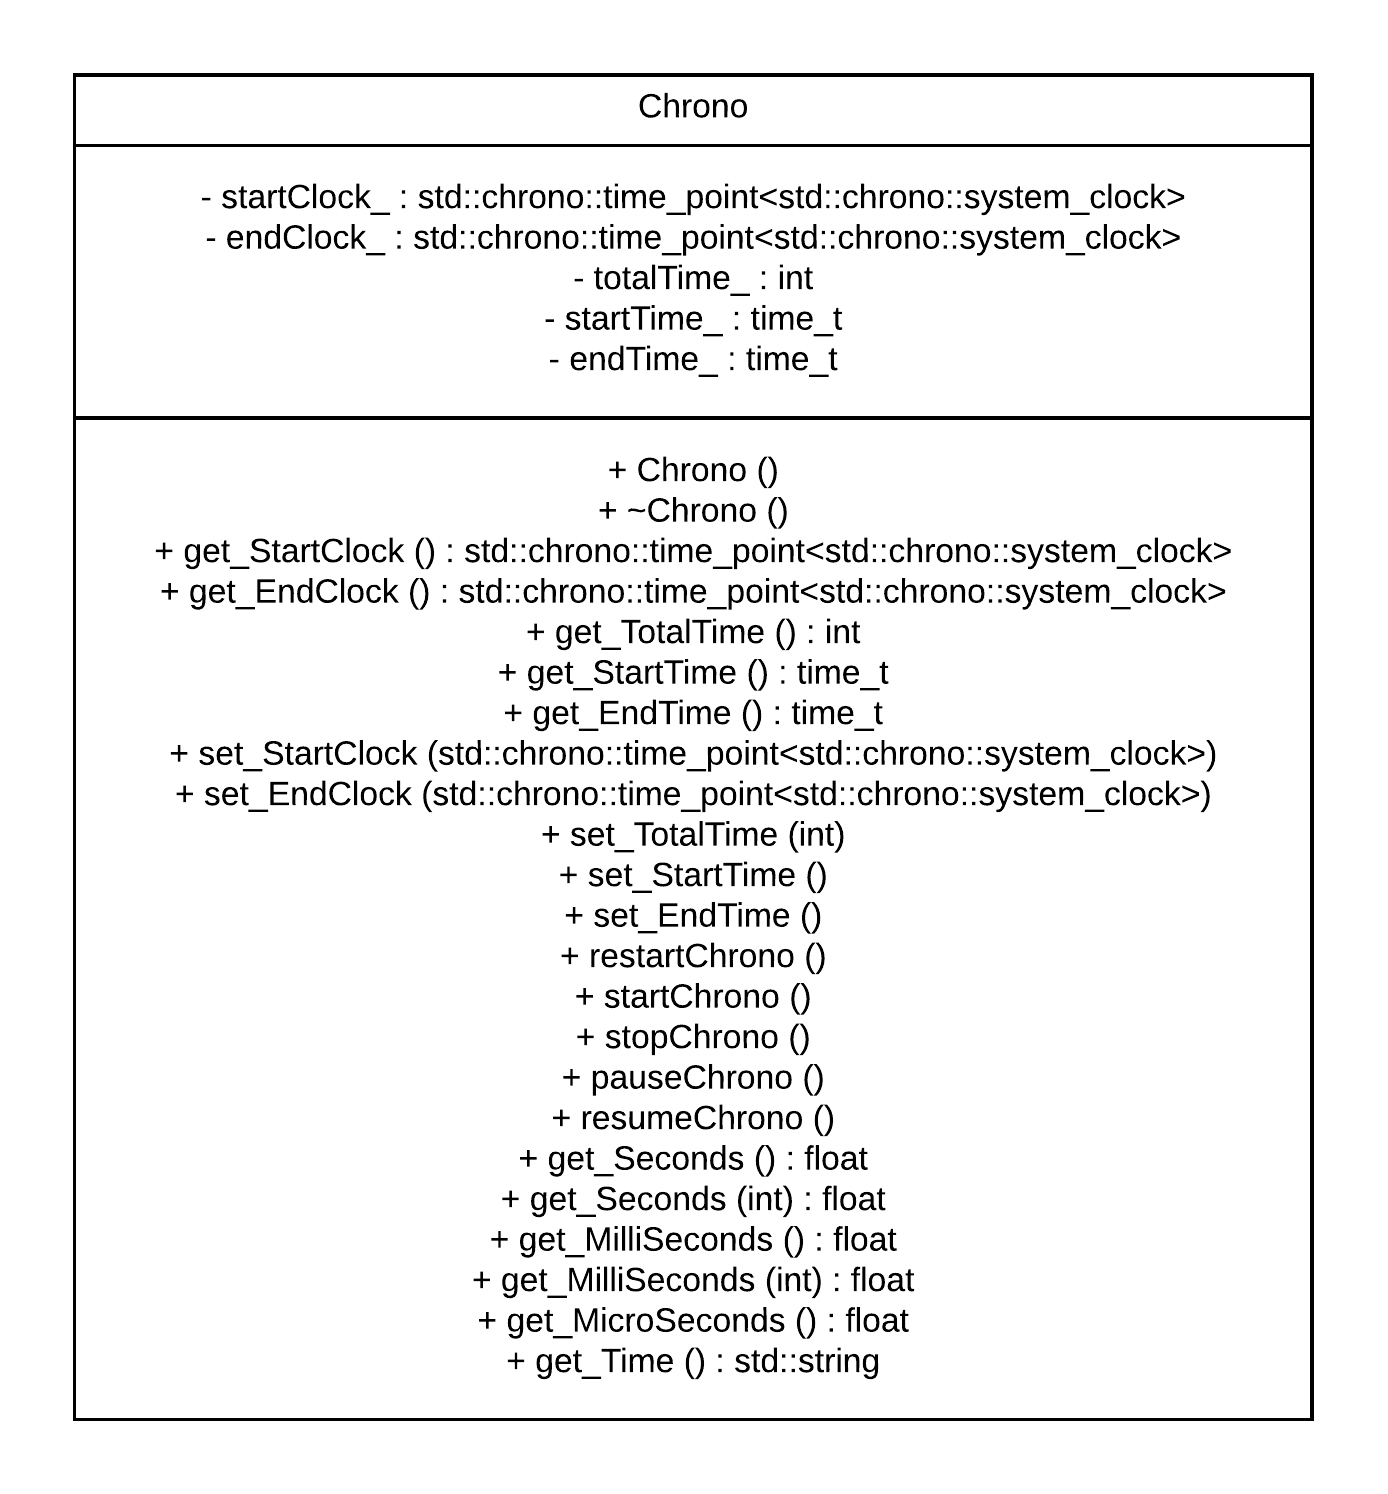 Chrono
- startClock_ : std::chrono::time_point<std::chrono::system_clock>
- endClock_ : std::chrono::time_point<std::chrono::system_clock>
- totalTime_ : int
- startTime_ : time_t
- endTime_ : time_t
+ Chrono ()
+ ~Chrono ()
+ get_StartClock () : std::chrono::time_point<std::chrono::system_clock>
+ get_EndClock () : std::chrono::time_point<std::chrono::system_clock>
+ get_TotalTime () : int
+ get_StartTime () : time_t
+ get_EndTime () : time_t
+ set_StartClock (std::chrono::time_point<std::chrono::system_clock>)
+ set_EndClock (std::chrono::time_point<std::chrono::system_clock>)
+ set_TotalTime (int)
+ set_StartTime ()
+ set_EndTime ()
+ restartChrono ()
+ startChrono ()
+ stopChrono ()
+ pauseChrono ()
+ resumeChrono ()
+ get_Seconds () : float
+ get_Seconds (int) : float
+ get_MilliSeconds () : float
+ get_MilliSeconds (int) : float
+ get_MicroSeconds () : float
+ get_Time () : std::string